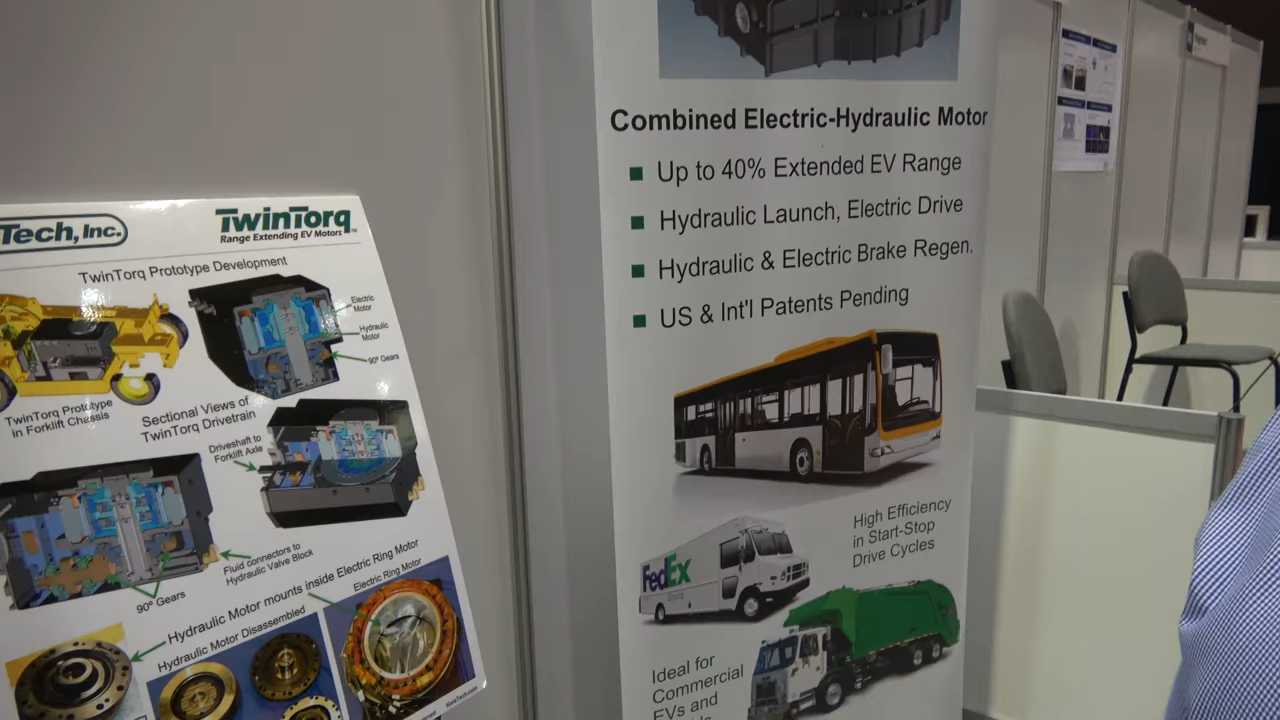 Tech, Inc.
TwinTorq™
Range Extending EV Motors
TwinTorq Prototype Development
Electric
Motor
Hydraulic
Motor
90º Gears
TwinTorq Prototype
in Forklift Chassis
Sectional Views of
TwinTorq Drivetrain
Driveshaft to
Forklift Axle
Fluid connectors to
Hydraulic Valve Block
90º Gears
Hydraulic Motor mounts inside Electric Ring Motor
Hydraulic Motor Disassembled
Electric Ring Motor
Combined Electric-Hydraulic Motor
Up to 40% Extended EV Range
Hydraulic Launch, Electric Drive
Hydraulic & Electric Brake Regen.
US & Int'l Patents Pending
High Efficiency
in Start-Stop
Drive Cycles
FedEx
Ideal for
Commercial
EVs and